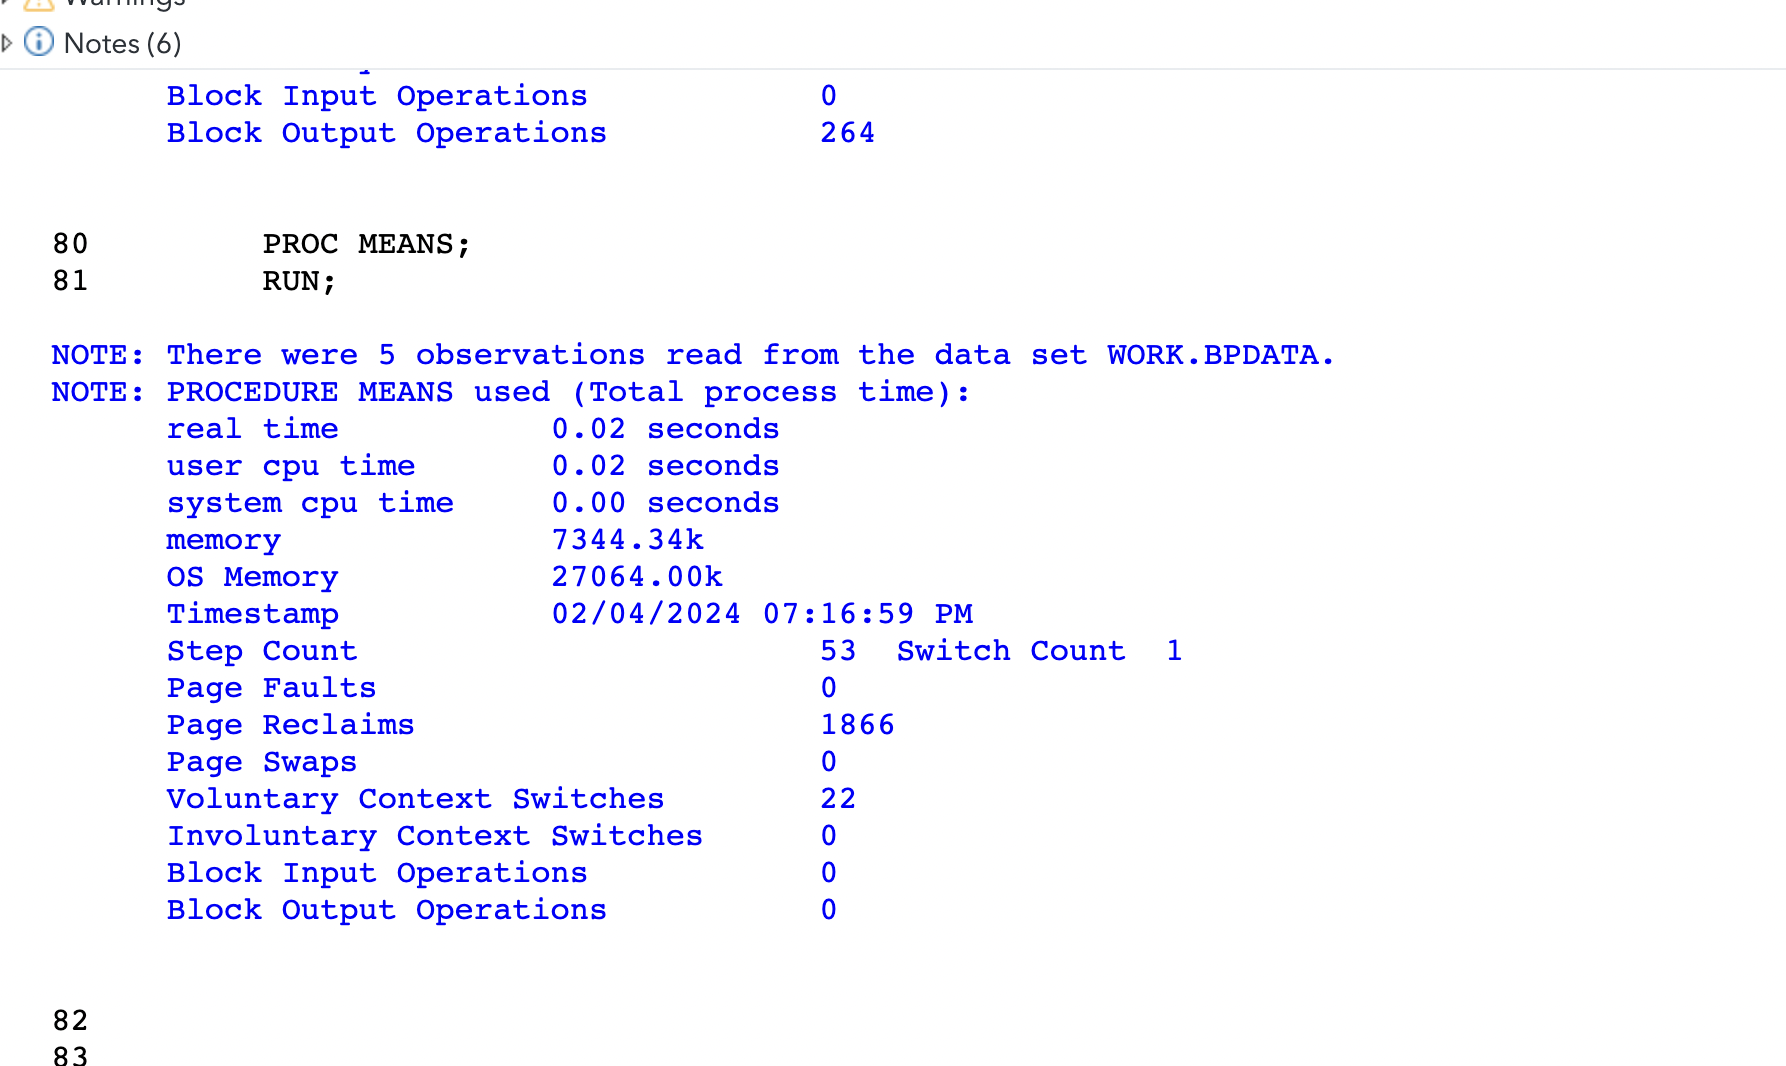 Warnings
Notes (6)
Block Input Operations 0
Block Output Operations 264
80 PROC MEANS;
81 RUN;
NOTE: There were 5 observations read from the data set WORK.BPDATA.
NOTE: PROCEDURE MEANS used (Total process time):
real time 0.02 seconds
user cpu time 0.02 seconds
system cpu time 0.00 seconds
memory 7344.34k
OS Memory 27064.00k
Timestamp 02/04/2024 07:16:59 PM
Step Count 53 Switch Count 1
Page Faults 0
Page Reclaims 1866
Page Swaps 0
Voluntary Context Switches 22
Involuntary Context Switches 0
Block Input Operations 0
Block Output Operations 0
82
83